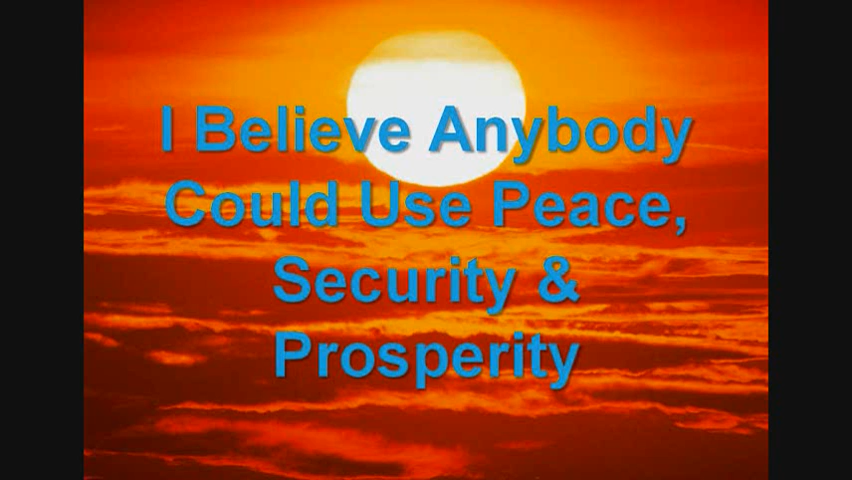 I Believe Anybody
Could Use Peace,
Security &
Prosperity